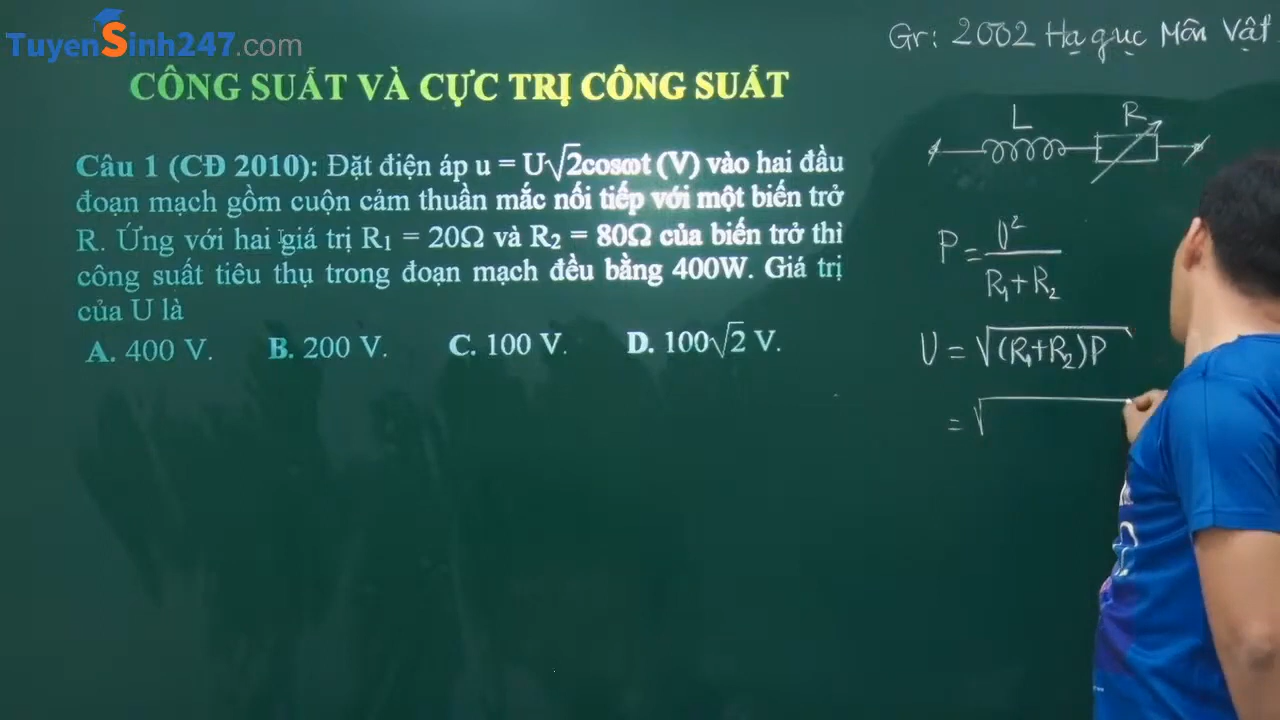 TuyenSinh247.com
Gr: 2002 Hạ gục Môn Vật
CÔNG SUẤT VÀ CỰC TRỊ CÔNG SUẤT
Câu 1 (CĐ 2010): Đặt điện áp u = U√2cosωt (V) vào hai đầu
đoạn mạch gồm cuộn cảm thuần mắc nối tiếp với một biến trở
R. Ứng với hai giá trị R₁ = 20Ω và R₂ = 80Ω của biến trở thì
công suất tiêu thụ trong đoạn mạch đều bằng 400W. Giá trị
của U là
A. 400 V. B. 200 V. C. 100 V. D. 100√2 V.
L R
P = U² / (R₁+R₂)
U = √(R₁+R₂)P
= √